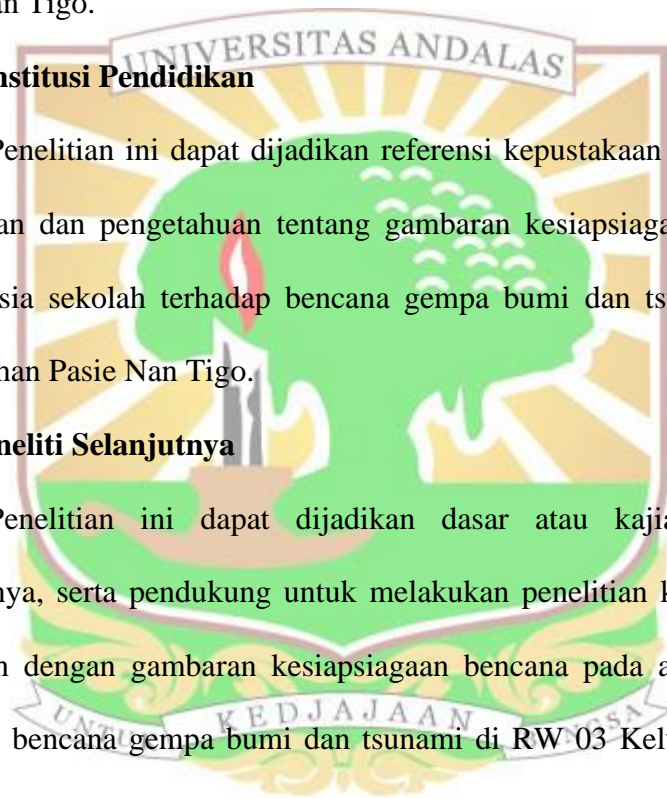 an Tigo.
UNIVERSITAS ANDALAS
nstitusi Pendidikan
Penelitian ini dapat dijadikan referensi kepustakaan
an dan pengetahuan tentang gambaran kesiapsiaga
sia sekolah terhadap bencana gempa bumi dan ts
han Pasie Nan Tigo.
neliti Selanjutnya
Penelitian ini dapat dijadikan dasar atau kajia
nya, serta pendukung untuk melakukan penelitian k
n dengan gambaran kesiapsiagaan bencana pada a
UNTUK KEDJAJAAN BANGSA
bencana gempa bumi dan tsunami di RW 03 Kelu